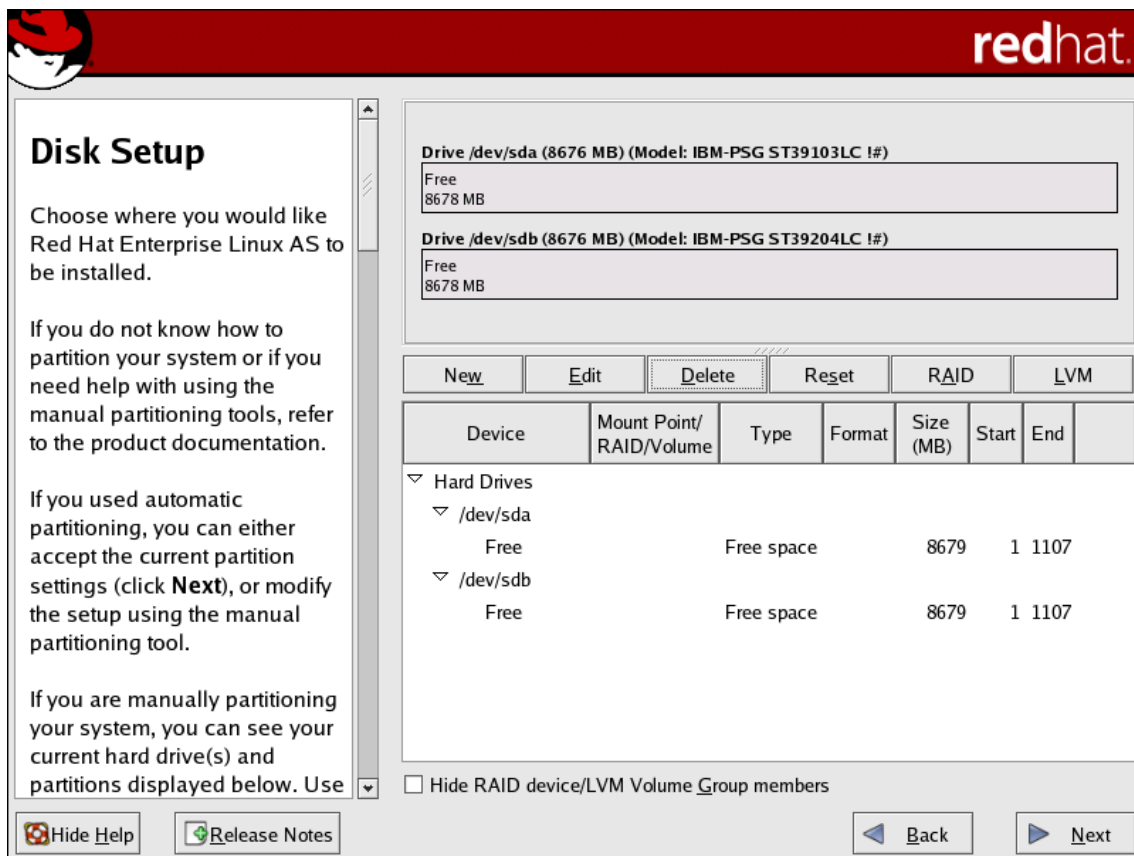 redhat.
Disk Setup
Choose where you would like
Red Hat Enterprise Linux AS to
be installed.
If you do not know how to
partition your system or if you
need help with using the
manual partitioning tools, refer
to the product documentation.
If you used automatic
partitioning, you can either
accept the current partition
settings (click Next), or modify
the setup using the manual
partitioning tool.
If you are manually partitioning
your system, you can see your
current hard drive(s) and
partitions displayed below. Use
Drive /dev/sda (8676 MB) (Model: IBM-PSG ST39103LC !#)
Free
8678 MB
Drive /dev/sdb (8676 MB) (Model: IBM-PSG ST39204LC !#)
Free
8678 MB
New Edit Delete Reset RAID LVM
Device Mount Point/ RAID/Volume Type Format Size (MB) Start End
Hard Drives
/dev/sda
Free Free space 8679 1 1107
/dev/sdb
Free Free space 8679 1 1107
Hide RAID device/LVM Volume Group members
Hide Help Release Notes Back Next